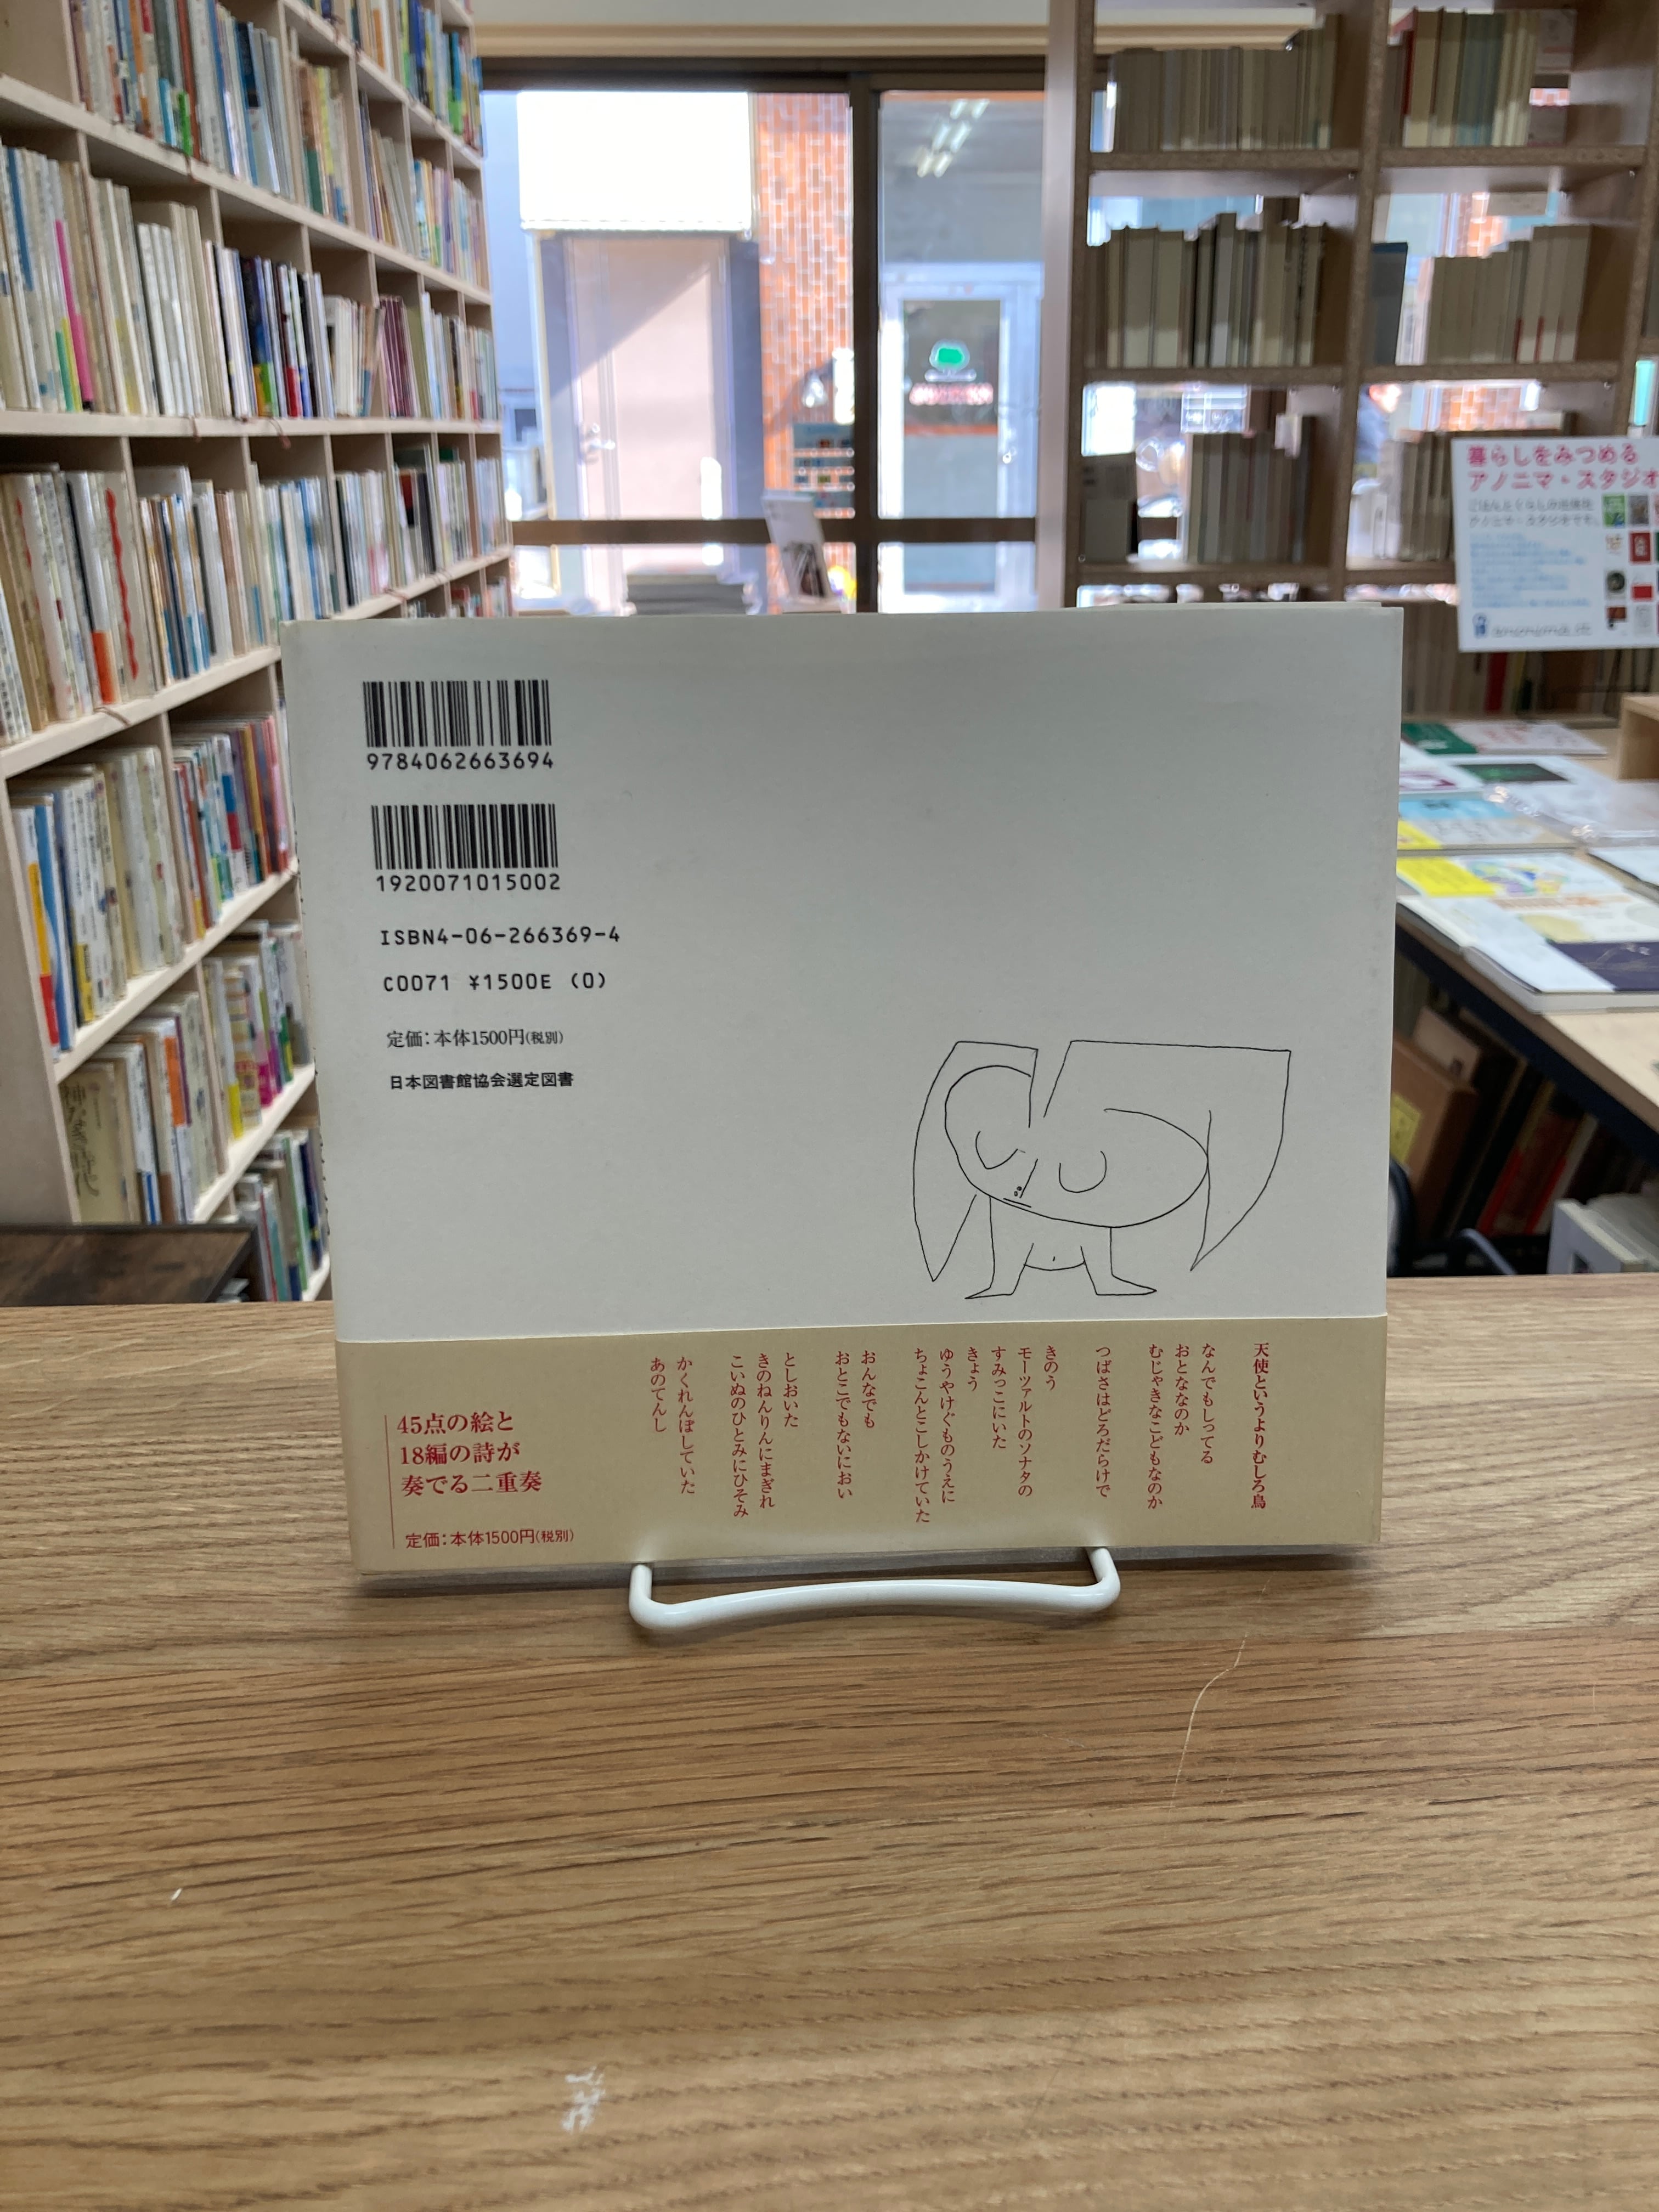 9784062663694
1920071015002
ISBN4-06-266369-4
C0071 ¥1500E (0)
定価：本体1500円（税別）
日本図書館協会選定図書
天使というよりむしろ鳥
なんでもしってる
おとななのか
むじゃきなこどもなのか
つばさはどろだらけで
きのう
モーツァルトのソナタの
すみっこにいた
きょう
ゆうやけぐものうえに
ちょこんとこしかけていた
おんなでも
おとこでもないにおい
としおいた
きのねんりんにまぎれ
こいぬのひとみにひそみ
かくれんぼしていた
あのてんし
45点の絵と
18編の詩が
奏でる二重奏
定価：本体1500円（税別）
暮らしをみつめる
アノニマ・スタジオ